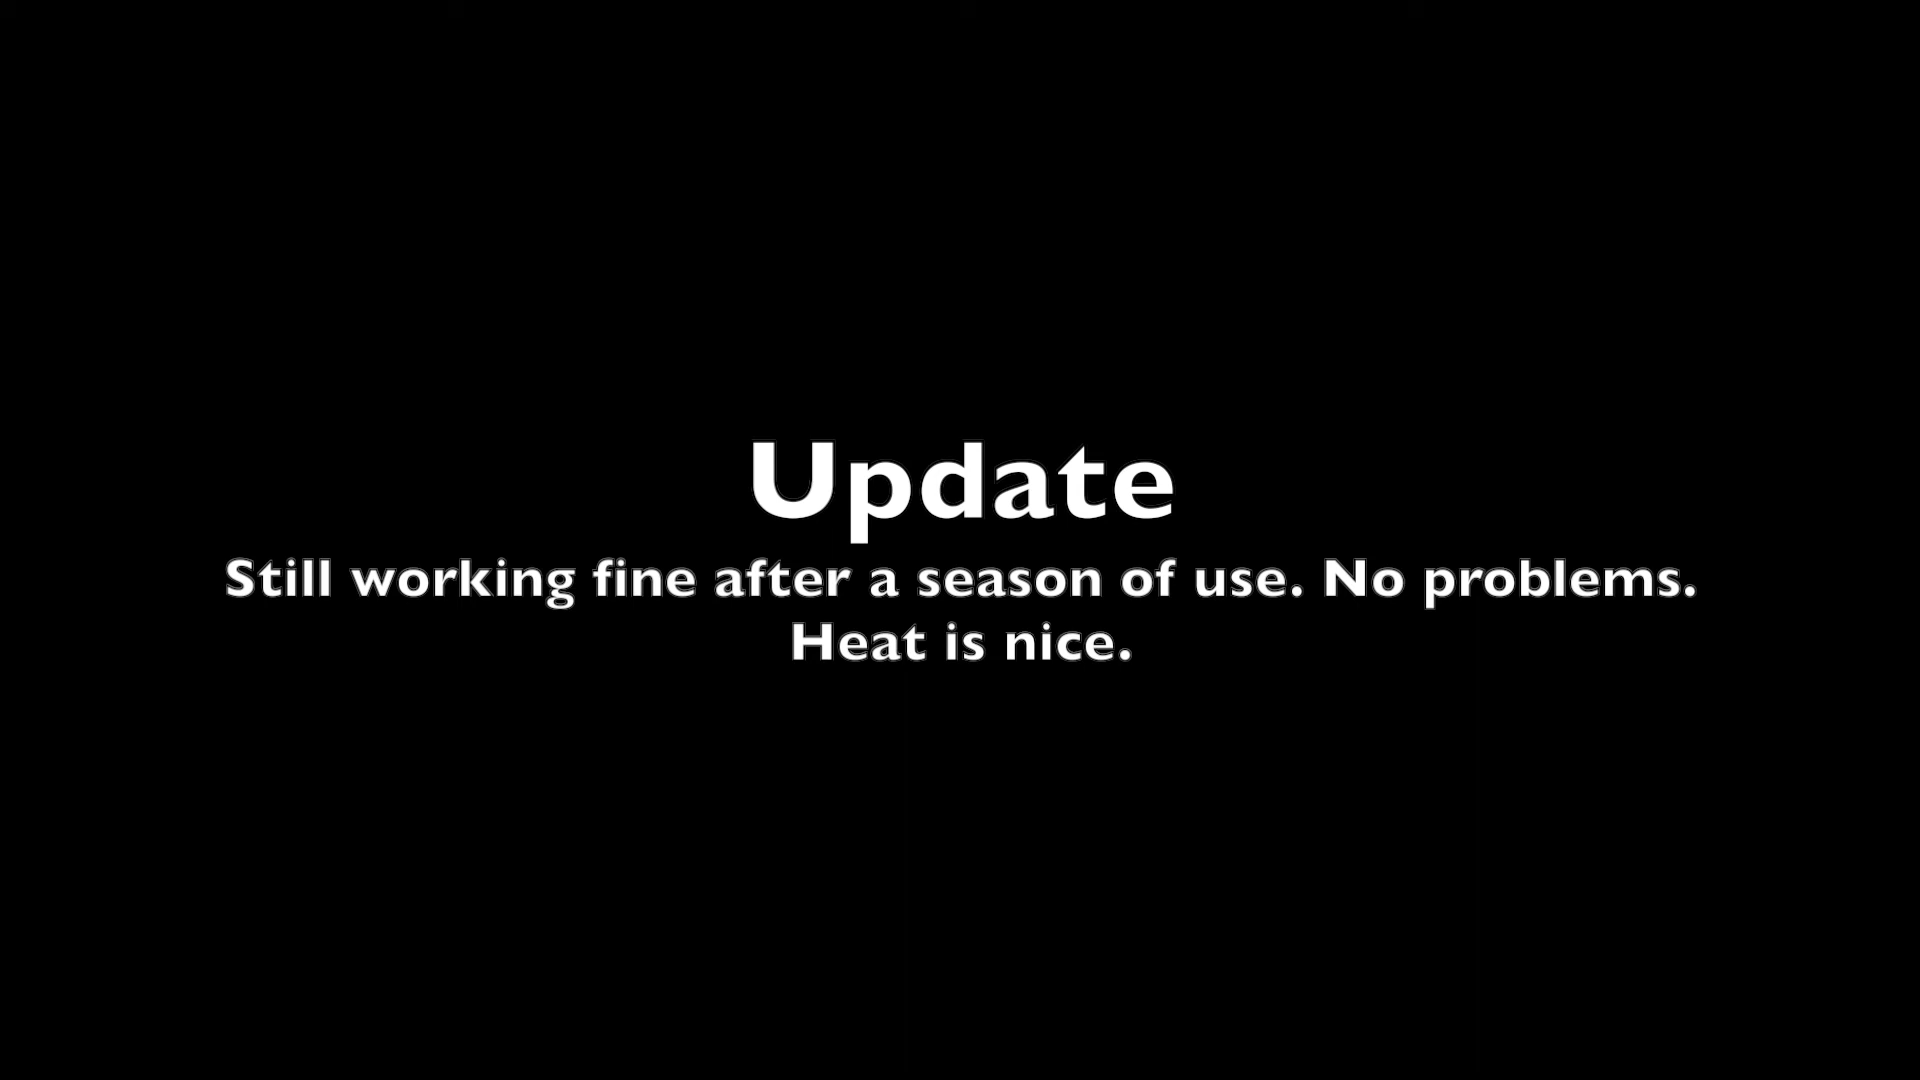 Update
Still working fine after a season of use. No problems.
Heat is nice.